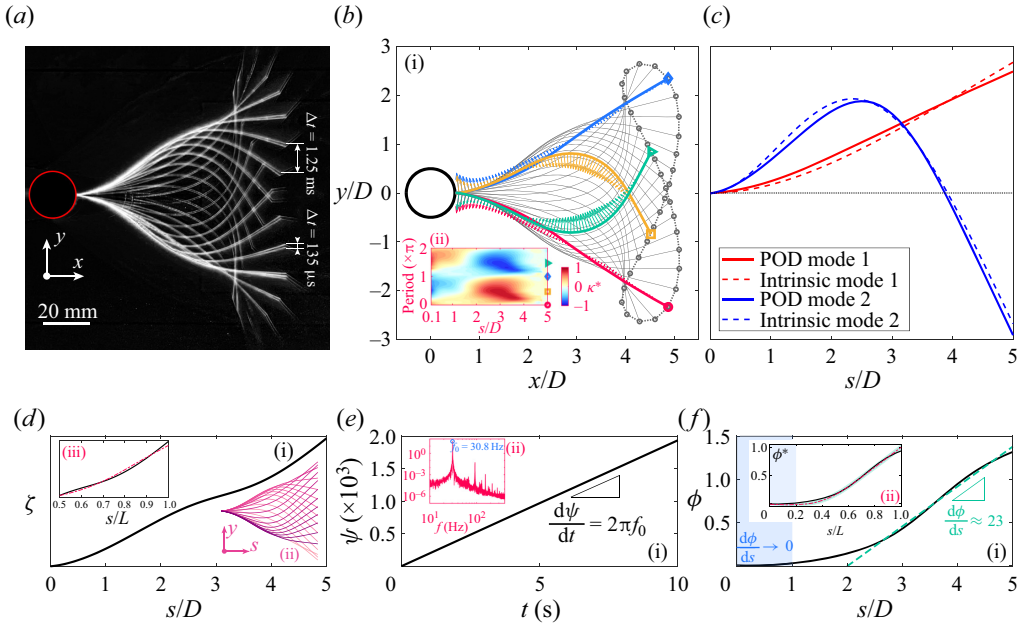 (a)
Δt = 1.25 ms
Δt = 135 μs
y
x
20 mm
(b)
(i)
3
2
1
0
−1
−2
−3
y/D
(ii)
Period (×π)
2
1
0
0.1 1 2 3 4 5
s/D
1
0
−1
κ*
0 1 2 3 4 5
x/D
(c)
POD mode 1
Intrinsic mode 1
POD mode 2
Intrinsic mode 2
0 1 2 3 4 5
s/D
(d)
ζ
(iii)
0.5 0.6 0.7 0.8 0.9 1.0
s/L
(i)
y
s
(ii)
0 1 2 3 4 5
s/D
(e)
ψ (×10³)
2.0
1.5
1.0
0.5
0
f₀ = 30.8 Hz
(ii)
10⁰
10⁻³
10⁻⁶
10¹ 10²
f (Hz)
dψ/dt = 2πf₀
(i)
0 5 10
t (s)
(f)
ϕ
1.5
1.2
0.9
0.6
0.3
0
ϕ*
1.0
0.5
0
(ii)
0 0.2 0.4 0.6 0.8 1.0
s/L
dϕ/ds → 0
dϕ/ds ≈ 23
(i)
0 1 2 3 4 5
s/D